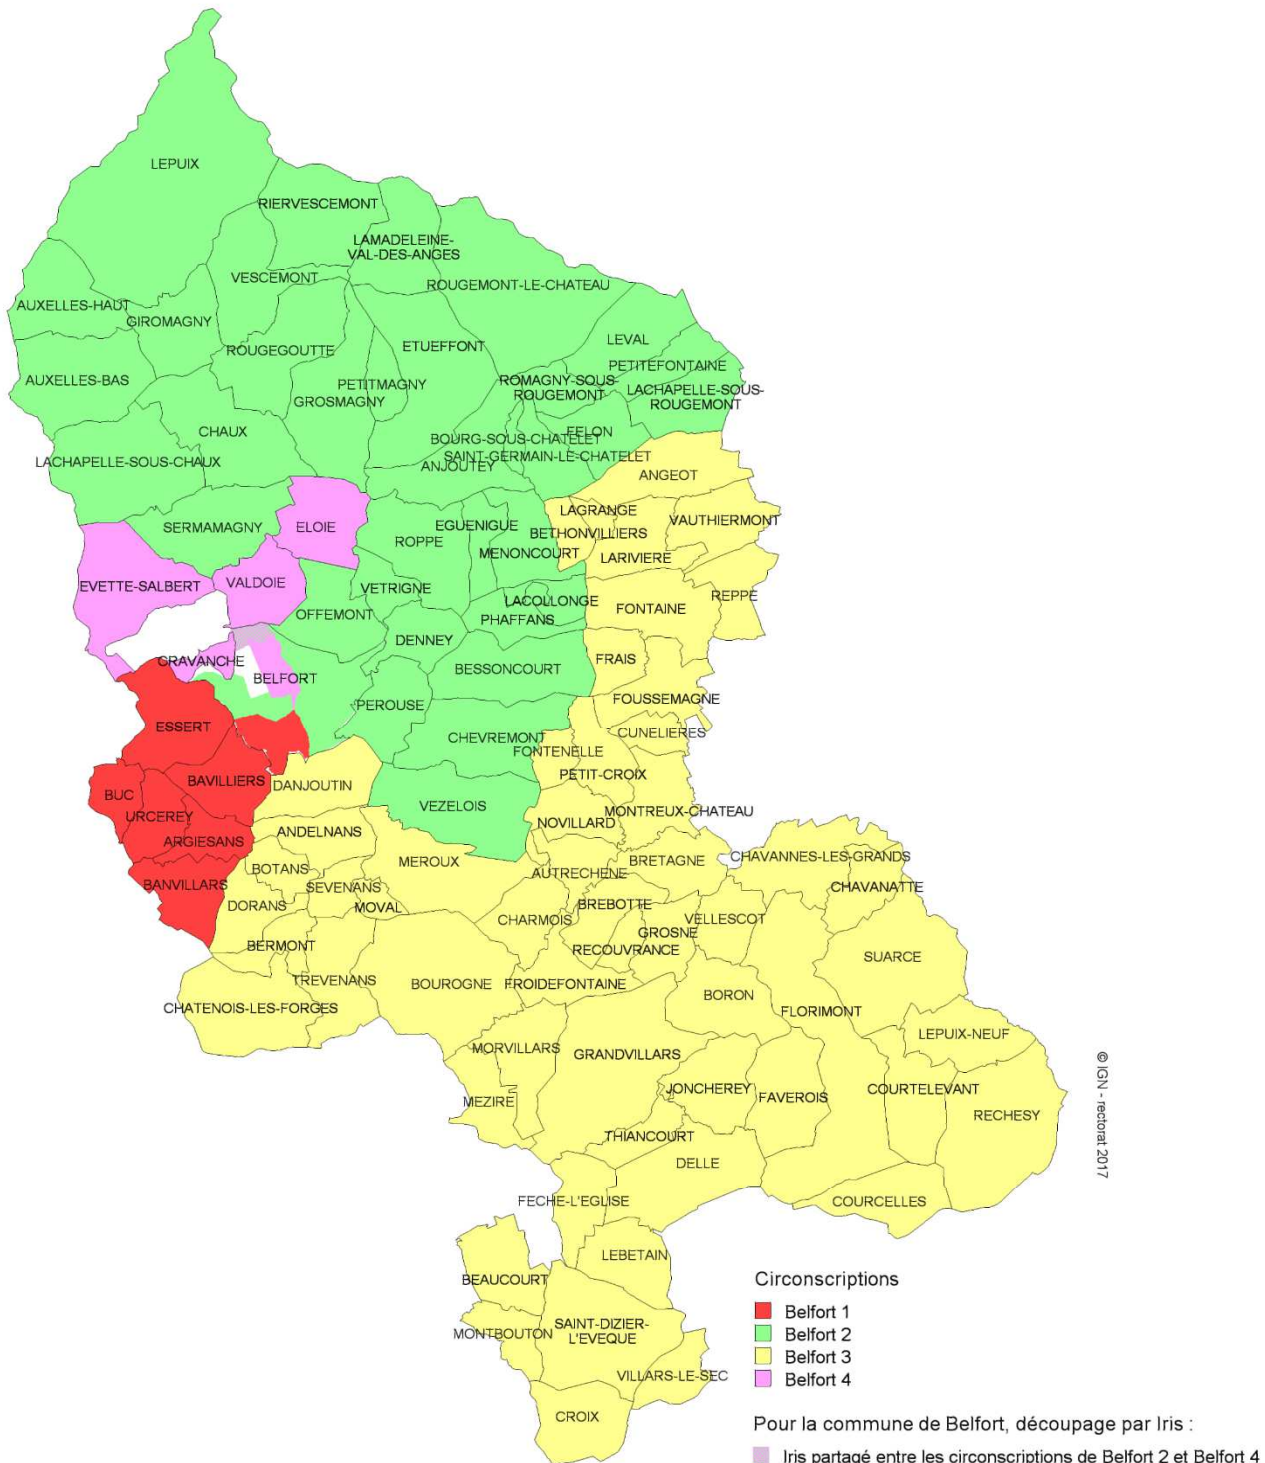 LEPUIX
RIERVESCEMONT
LAMADELEINE-
VAL-DES-ANGES
VESCEMONT
ROUGEMONT-LE-CHATEAU
AUXELLES-HAUT
GIROMAGNY
LEVAL
ROUGEGOUTTE
ETUEFFONT
PETITEFONTAINE
AUXELLES-BAS
PETITMAGNY
ROMAGNY-SOUS-
ROUGEMONT
LACHAPELLE-SOUS-
ROUGEMONT
GROSMAGNY
CHAUX
BOURG-SOUS-CHATELET
FELON
SAINT-GERMAIN-LE-CHATELET
LACHAPELLE-SOUS-CHAUX
ANJOUTEY
ANGEOT
LAGRANGE
VAUTHIERMONT
SERMAMAGNY
ELOIE
EGUENIGUE
BETHONVILLIERS
ROPPE
MENONCOURT
LARIVIERE
EVETTE-SALBERT
VALDOIE
VETRIGNE
REPPE
LACOLLONGE
FONTAINE
OFFEMONT
PHAFFANS
DENNEY
CRAVANCHE
BESSONCOURT
FRAIS
BELFORT
PEROUSE
FOUSSEMAGNE
ESSERT
CHEVREMONT
CUNELIERES
FONTENELLE
BAVILLIERS
DANJOUTIN
PETIT-CROIX
BUC
VEZELOIS
MONTREUX-CHATEAU
URCEREY
NOVILLARD
ARGIESANS
ANDELNANS
BOTANS
MEROUX
BRETAGNE
CHAVANNES-LES-GRANDS
AUTRECHENE
BANVILLARS
SEVENANS
CHAVANATTE
DORANS
MOVAL
BREBOTTE
CHARMOIS
VELLESCOT
GROSNE
BERMONT
RECOUVRANCE
SUARCE
TREVENANS
BOUROGNE
FROIDEFONTAINE
BORON
CHATENOIS-LES-FORGES
FLORIMONT
LEPUIX-NEUF
MORVILLARS
GRANDVILLARS
JONCHEREY
FAVEROIS
COURTELEVANT
MEZIRE
RECHESY
THIANCOURT
DELLE
FECHE-L'EGLISE
COURCELLES
LEBETAIN
BEAUCOURT
SAINT-DIZIER-
L'EVEQUE
MONTBOUTON
VILLARS-LE-SEC
CROIX
© IGN - rectorat 2017
Circonscriptions
Belfort 1
Belfort 2
Belfort 3
Belfort 4
Pour la commune de Belfort, découpage par Iris :
Iris partagé entre les circonscriptions de Belfort 2 et Belfort 4